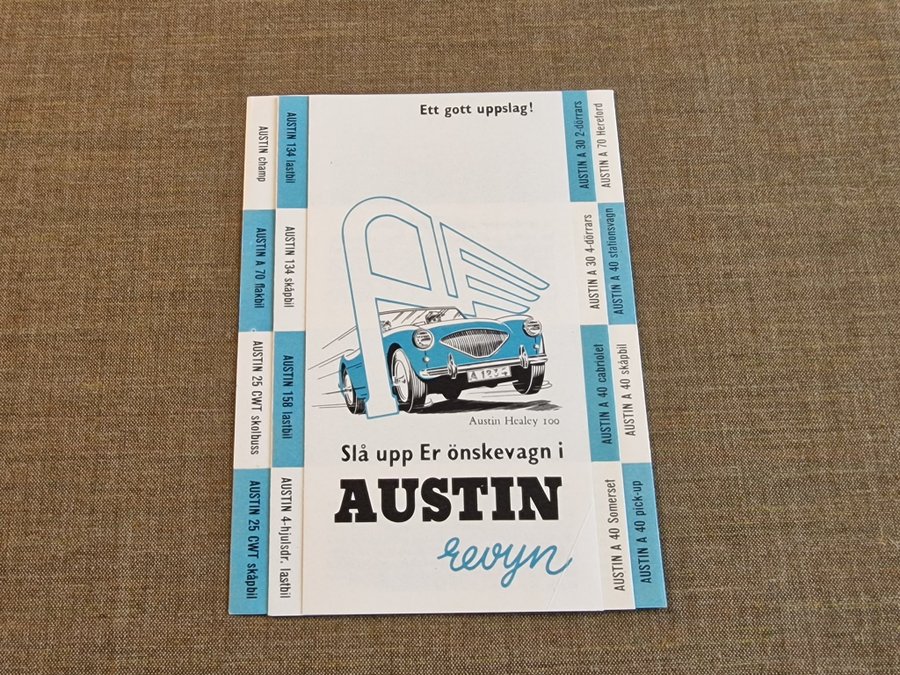 Ett gott uppslag!
AUSTIN champ
AUSTIN A 70 flakbil
AUSTIN 25 CWT skolbuss
AUSTIN 25 CWT skåpbil
AUSTIN 134 lastbil
AUSTIN 134 skåpbil
AUSTIN 158 lastbil
AUSTIN 4-hjulsdr. lastbil
A 1234
Austin Healey 100
Slå upp Er önskevagn i
AUSTIN
revyn
AUSTIN A 30 2-dörrars
AUSTIN A 30 4-dörrars
AUSTIN A 40 cabriolet
AUSTIN A 40 Somerset
AUSTIN A 70 Hereford
AUSTIN A 40 stationsvagn
AUSTIN A 40 skåpbil
AUSTIN A 40 pick-up